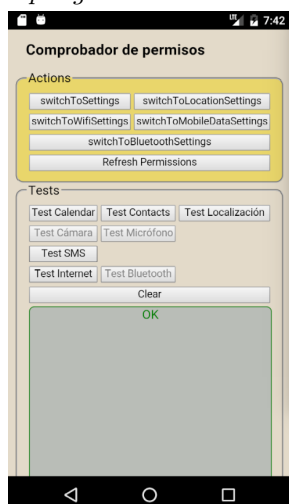 7:42
Comprobador de permisos
Actions
switchToSettings switchToLocationSettings
switchToWifiSettings switchToMobileDataSettings
switchToBluetoothSettings
Refresh Permissions
Tests
Test Calendar Test Contacts Test Localización
Test Cámara Test Micrófono
Test SMS
Test Internet Test Bluetooth
Clear
OK